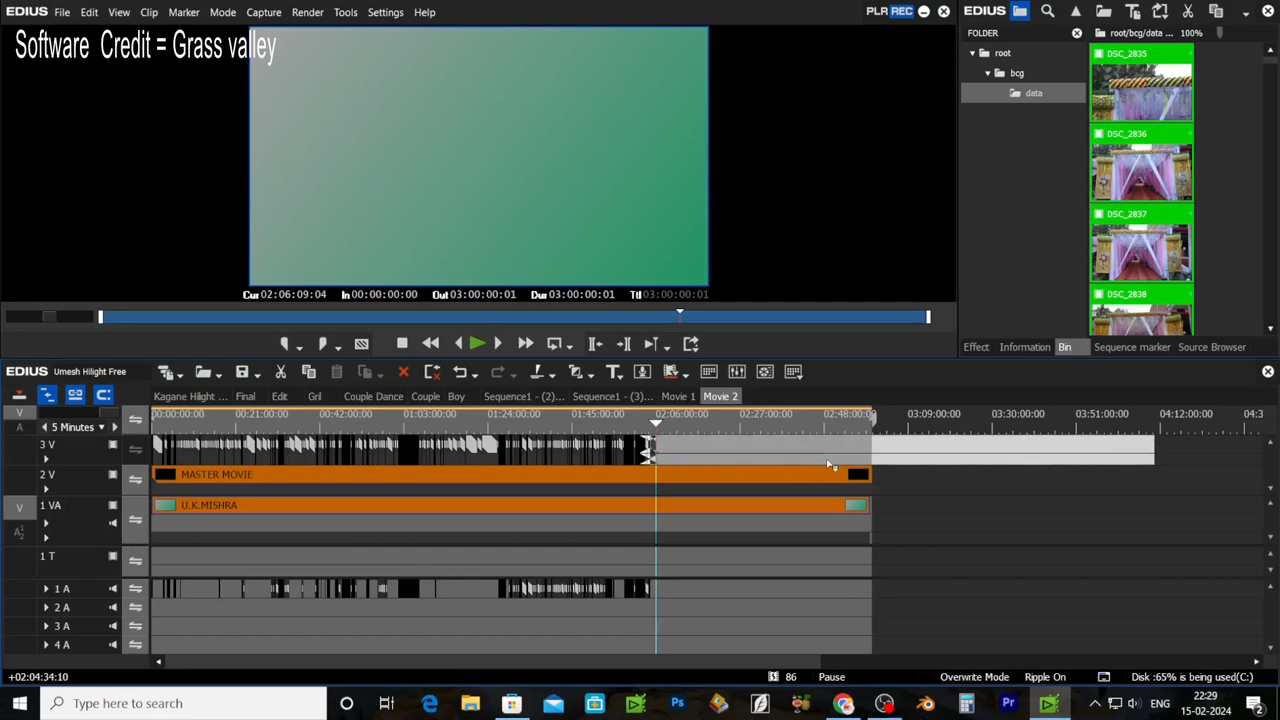 EDIUS File Edit View Clip Marker Mode Capture Render Tools Settings Help PLR REC
Software Credit = Grass valley
Cur 02:06:09:04 In 00:00:00:00 Out 03:00:00:01 Dur 03:00:00:01 Ttl 03:00:00:01
EDIUS
FOLDER root/bcg/data ... 100%
root
bcg
data
DSC_2835
DSC_2836
DSC_2837
DSC_2838
Effect Information Bin Sequence marker Source Browser
EDIUS Umesh Hilight Free
Kagane Hilight ... Final Edit Gril Couple Dance Couple Boy Sequence1 - (2)... Sequence1 - (3)... Movie 1 Movie 2
V
A 5 Minutes
00:00:00:00 00:21:00:00 00:42:00:00 01:03:00:00 01:24:00:00 01:45:00:00 02:06:00:00 02:27:00:00 02:48:00:00 03:09:00:00 03:30:00:00 03:51:00:00 04:12:00:00 04:3
3 V
2 V MASTER MOVIE
V 1 VA U.K.MISHRA
1 T
1 A
2 A
3 A
4 A
+02:04:34:10 86 Pause Overwrite Mode Ripple On Disk :65% is being used(C:)
Type here to search Ps Pr ENG 22:29
15-02-2024